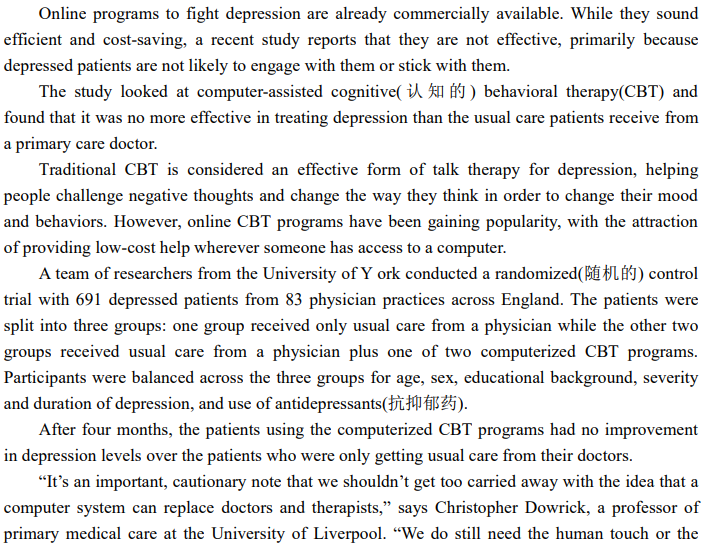 Online programs to fight depression are already commercially available. While they sound
efficient and cost-saving, a recent study reports that they are not effective, primarily because
depressed patients are not likely to engage with them or stick with them.
The study looked at computer-assisted cognitive(认知的) behavioral therapy(CBT) and
found that it was no more effective in treating depression than the usual care patients receive from
a primary care doctor.
Traditional CBT is considered an effective form of talk therapy for depression, helping
people challenge negative thoughts and change the way they think in order to change their mood
and behaviors. However, online CBT programs have been gaining popularity, with the attraction
of providing low-cost help wherever someone has access to a computer.
A team of researchers from the University of Y ork conducted a randomized(随机的) control
trial with 691 depressed patients from 83 physician practices across England. The patients were
split into three groups: one group received only usual care from a physician while the other two
groups received usual care from a physician plus one of two computerized CBT programs.
Participants were balanced across the three groups for age, sex, educational background, severity
and duration of depression, and use of antidepressants(抗抑郁药).
After four months, the patients using the computerized CBT programs had no improvement
in depression levels over the patients who were only getting usual care from their doctors.
“It’s an important, cautionary note that we shouldn’t get too carried away with the idea that a
computer system can replace doctors and therapists,” says Christopher Dowrick, a professor of
primary medical care at the University of Liverpool. “We do still need the human touch or the